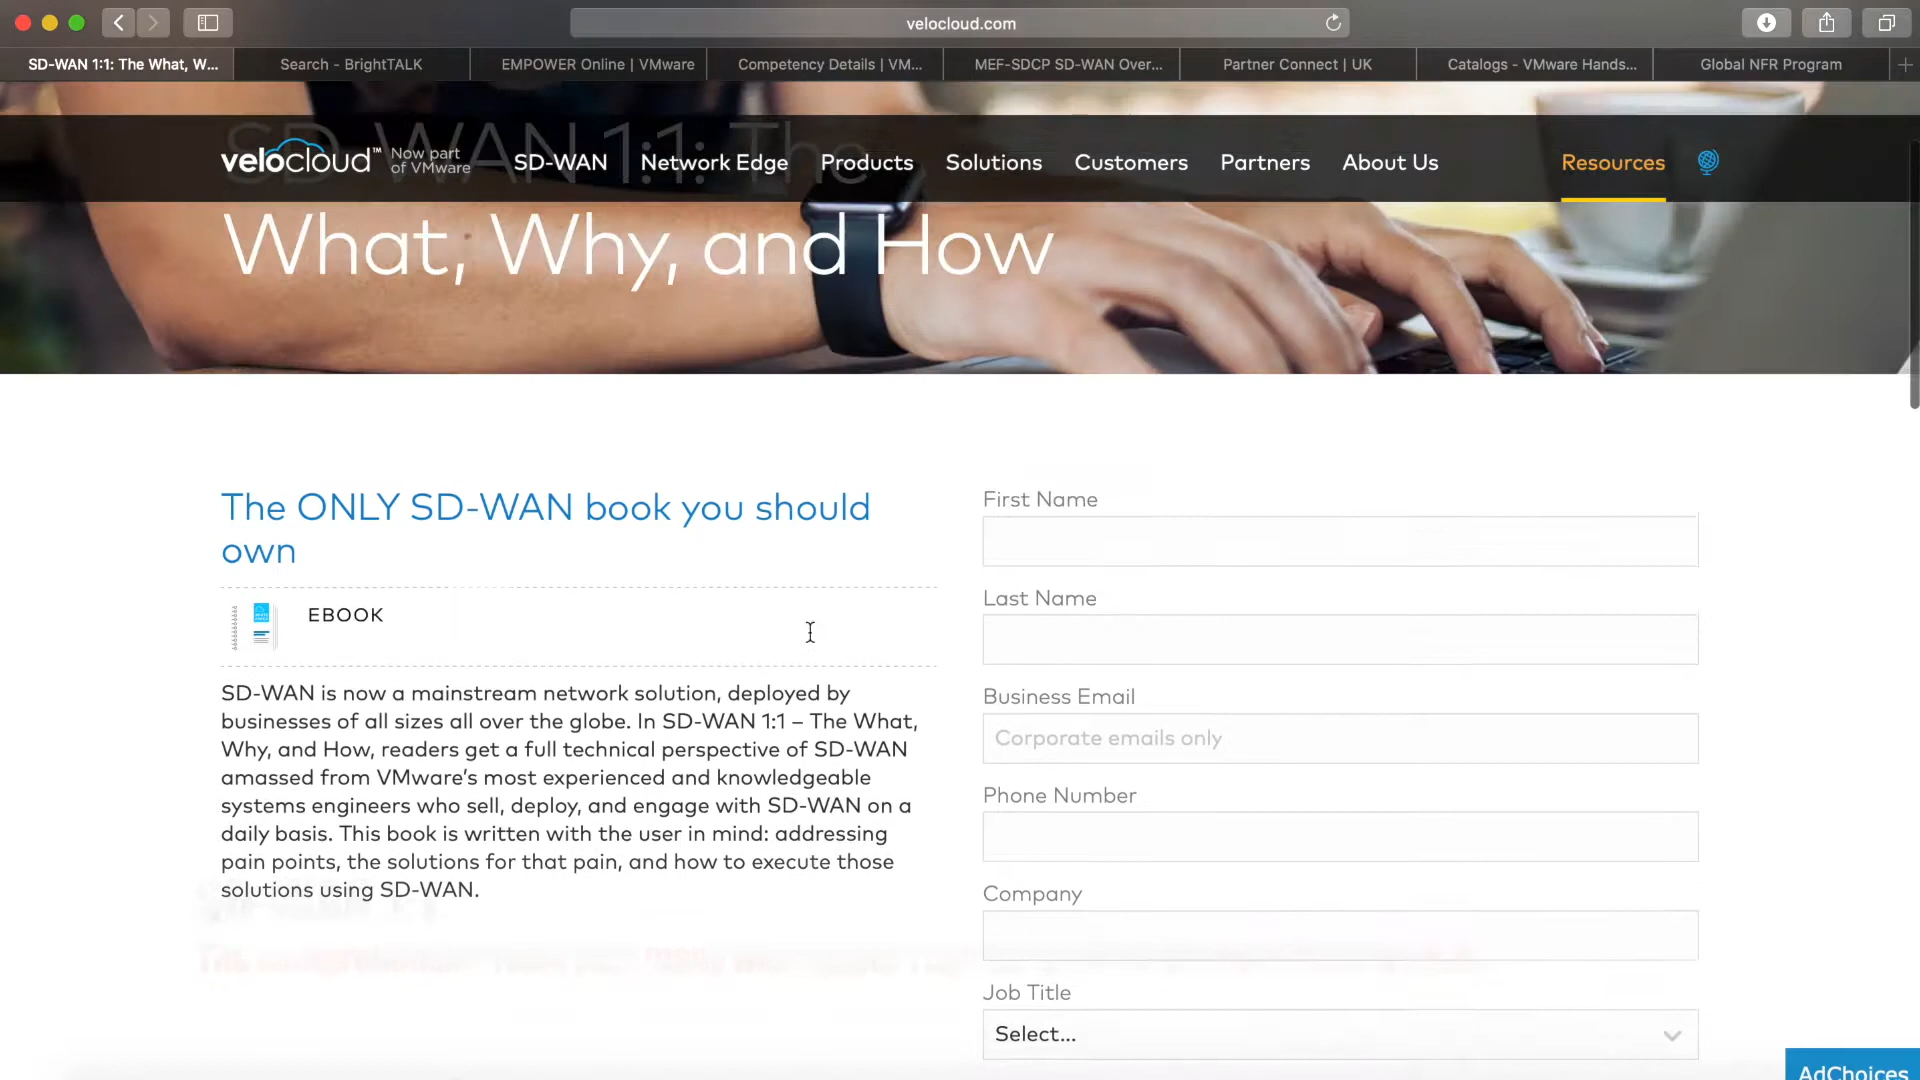 velocloud.com
SD-WAN 1:1: The What, W...
Search - BrightTALK
EMPOWER Online | VMware
Competency Details | VM...
MEF-SDCP SD-WAN Over...
Partner Connect | UK
Catalogs - VMware Hands...
Global NFR Program
SD-WAN 1:1: The
velocloud™ Now part of VMware
SD-WAN
Network Edge
Products
Solutions
Customers
Partners
About Us
Resources
What, Why, and How
The ONLY SD-WAN book you should
own
EBOOK
SD-WAN is now a mainstream network solution, deployed by
businesses of all sizes all over the globe. In SD-WAN 1:1 – The What,
Why, and How, readers get a full technical perspective of SD-WAN
amassed from VMware’s most experienced and knowledgeable
systems engineers who sell, deploy, and engage with SD-WAN on a
daily basis. This book is written with the user in mind: addressing
pain points, the solutions for that pain, and how to execute those
solutions using SD-WAN.
First Name
Last Name
Business Email
Corporate emails only
Phone Number
Company
Job Title
Select...
AdChoices